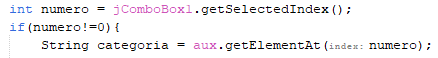 int numero = jComboBox1.getSelectedIndex();
if(numero!=0){
String categoria = aux.getElementAt(index: numero);